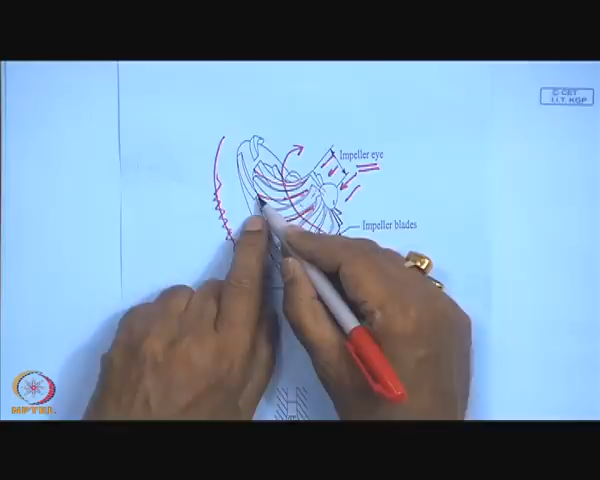 © CET
I.I.T. KGP
Impeller eye
Impeller blades
NPTEL